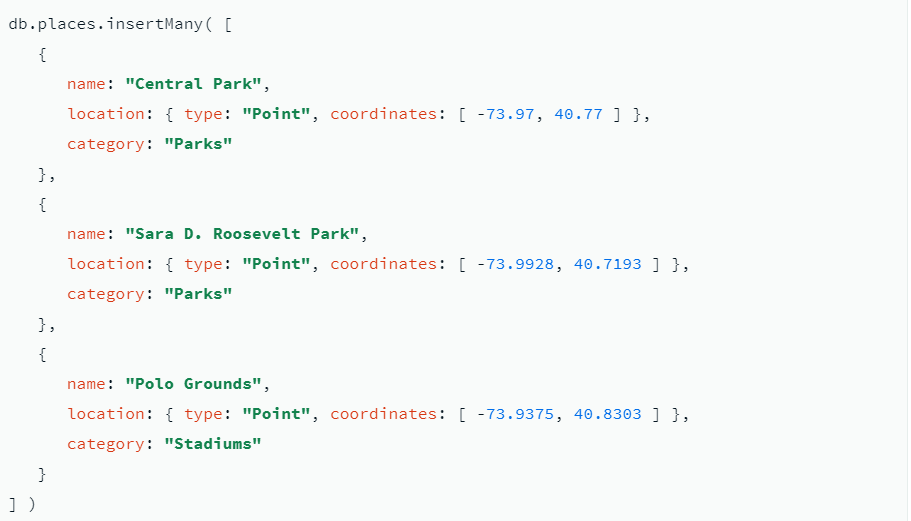 db.places.insertMany( [
{
name: "Central Park",
location: { type: "Point", coordinates: [ -73.97, 40.77 ] },
category: "Parks"
},
{
name: "Sara D. Roosevelt Park",
location: { type: "Point", coordinates: [ -73.9928, 40.7193 ] },
category: "Parks"
},
{
name: "Polo Grounds",
location: { type: "Point", coordinates: [ -73.9375, 40.8303 ] },
category: "Stadiums"
}
] )